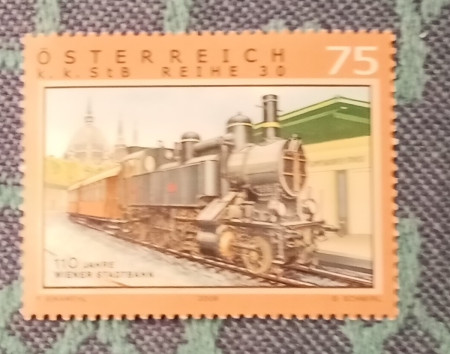 ÖSTERREICH 75
k.k.StB REIHE 30
110 JAHRE
WIENER STADTBAHN